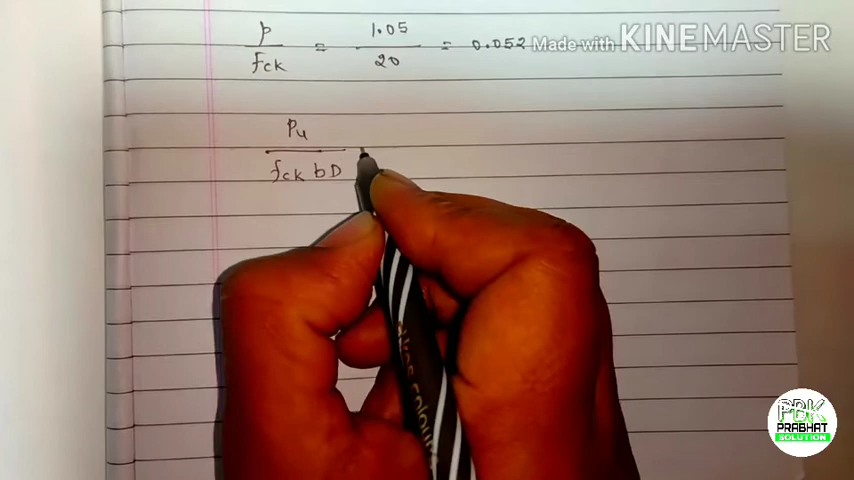 p/fck = 1.05/20 = 0.052
Made with KINEMASTER
Pu/fck bD
PBK
PRABHAT
SOLUTION